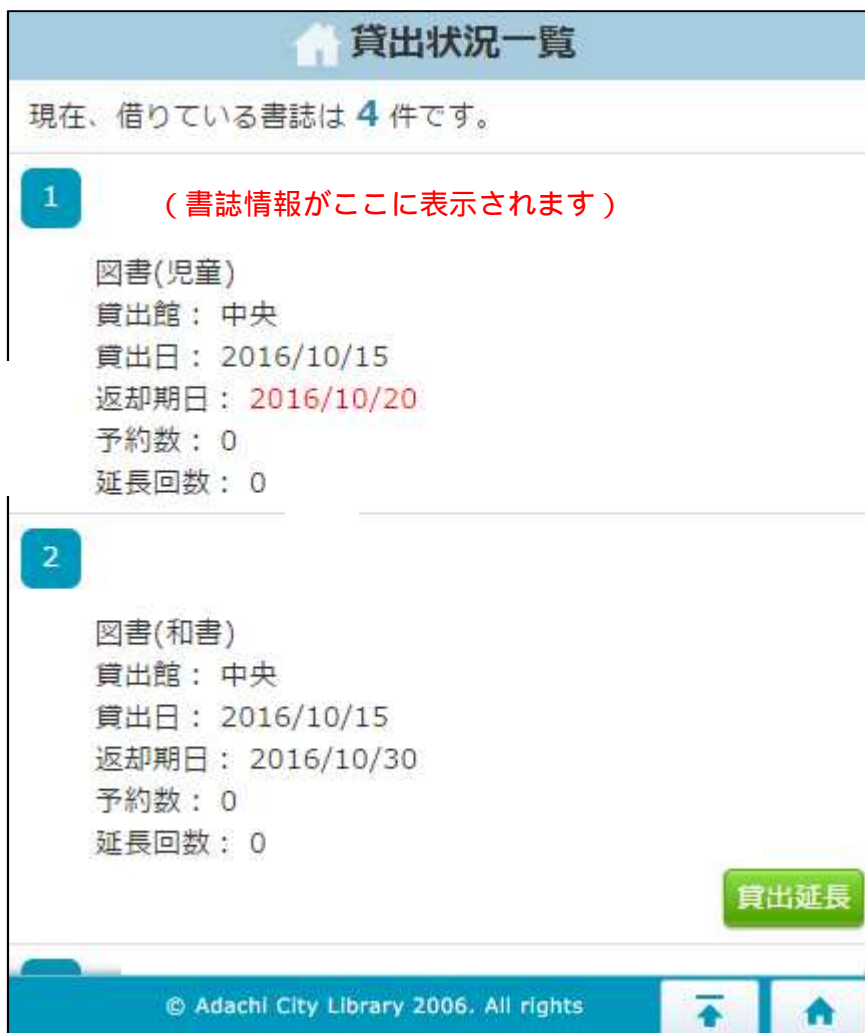 貸出状況一覧
現在、借りている書誌は 4 件です。
1
（書誌情報がここに表示されます）
図書(児童)
貸出館： 中央
貸出日： 2016/10/15
返却期日： 2016/10/20
予約数： 0
延長回数： 0
2
図書(和書)
貸出館： 中央
貸出日： 2016/10/15
返却期日： 2016/10/30
予約数： 0
延長回数： 0
貸出延長
© Adachi City Library 2006. All rights